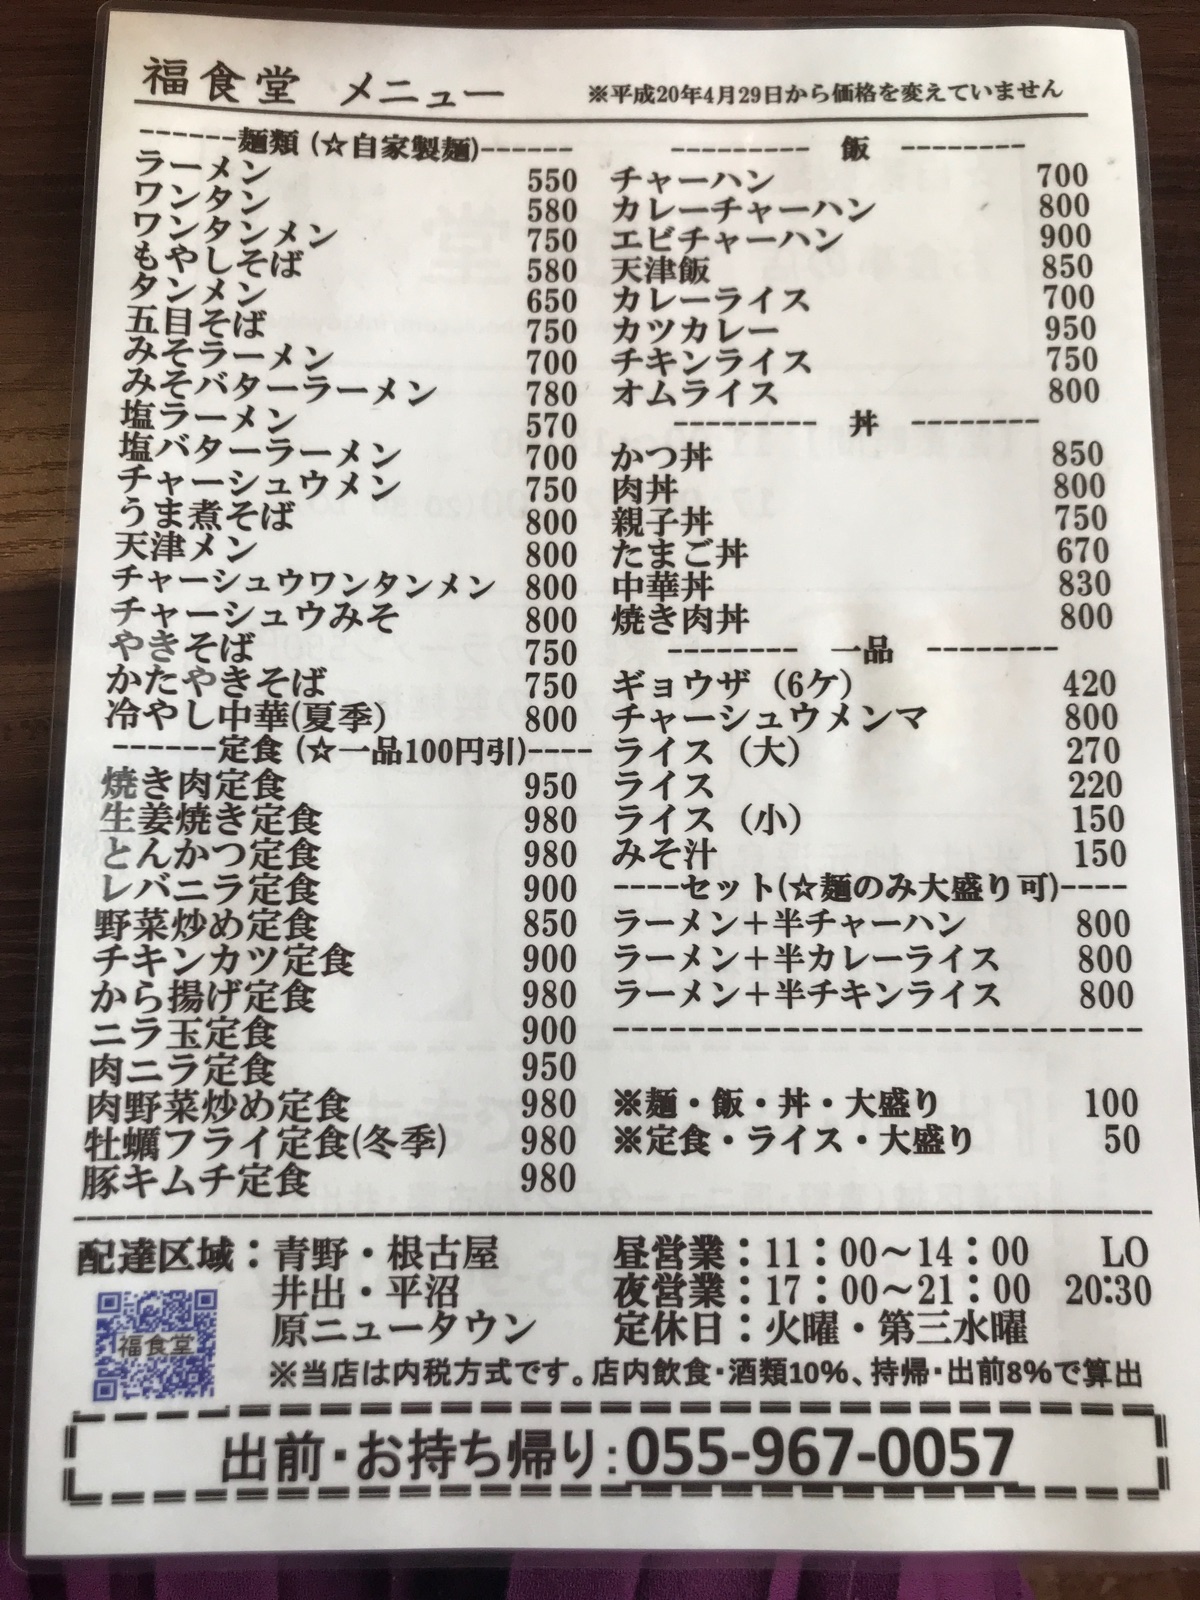 福食堂 メニュー ※平成20年4月29日から価格を変えていません
------麺類 (☆自家製麺)------
ラーメン 550
ワンタン 580
ワンタンメン 750
もやしそば 580
タンメン 650
五目そば 750
みそラーメン 700
みそバターラーメン 780
塩ラーメン 570
塩バターラーメン 700
チャーシュウメン 750
うま煮そば 800
天津メン 800
チャーシュウワンタンメン 800
チャーシュウみそ 800
やきそば 750
かたやきそば 750
冷やし中華(夏季) 800
------定食 (☆一品100円引)----
焼き肉定食 950
生姜焼き定食 980
とんかつ定食 980
レバニラ定食 900
野菜炒め定食 850
チキンカツ定食 900
から揚げ定食 980
ニラ玉定食 900
肉ニラ定食 950
肉野菜炒め定食 980
牡蠣フライ定食(冬季) 980
豚キムチ定食 980
--------- 飯 --------
チャーハン 700
カレーチャーハン 800
エビチャーハン 900
天津飯 850
カレーライス 700
カツカレー 950
チキンライス 750
オムライス 800
--------- 丼 --------
かつ丼 850
肉丼 800
親子丼 750
たまご丼 670
中華丼 830
焼き肉丼 800
-------- 一品 --------
ギョウザ（6ケ） 420
チャーシュウメンマ 800
ライス（大） 270
ライス 220
ライス（小） 150
みそ汁 150
----セット(☆麺のみ大盛り可)----
ラーメン＋半チャーハン 800
ラーメン＋半カレーライス 800
ラーメン＋半チキンライス 800
※麺・飯・丼・大盛り 100
※定食・ライス・大盛り 50
配達区域：青野・根古屋
井出・平沼
原ニュータウン
福食堂
昼営業：11：00～14：00 LO
夜営業：17：00～21：00 20:30
定休日：火曜・第三水曜
※当店は内税方式です。店内飲食・酒類10%、持帰・出前8%で算出
出前・お持ち帰り：055-967-0057